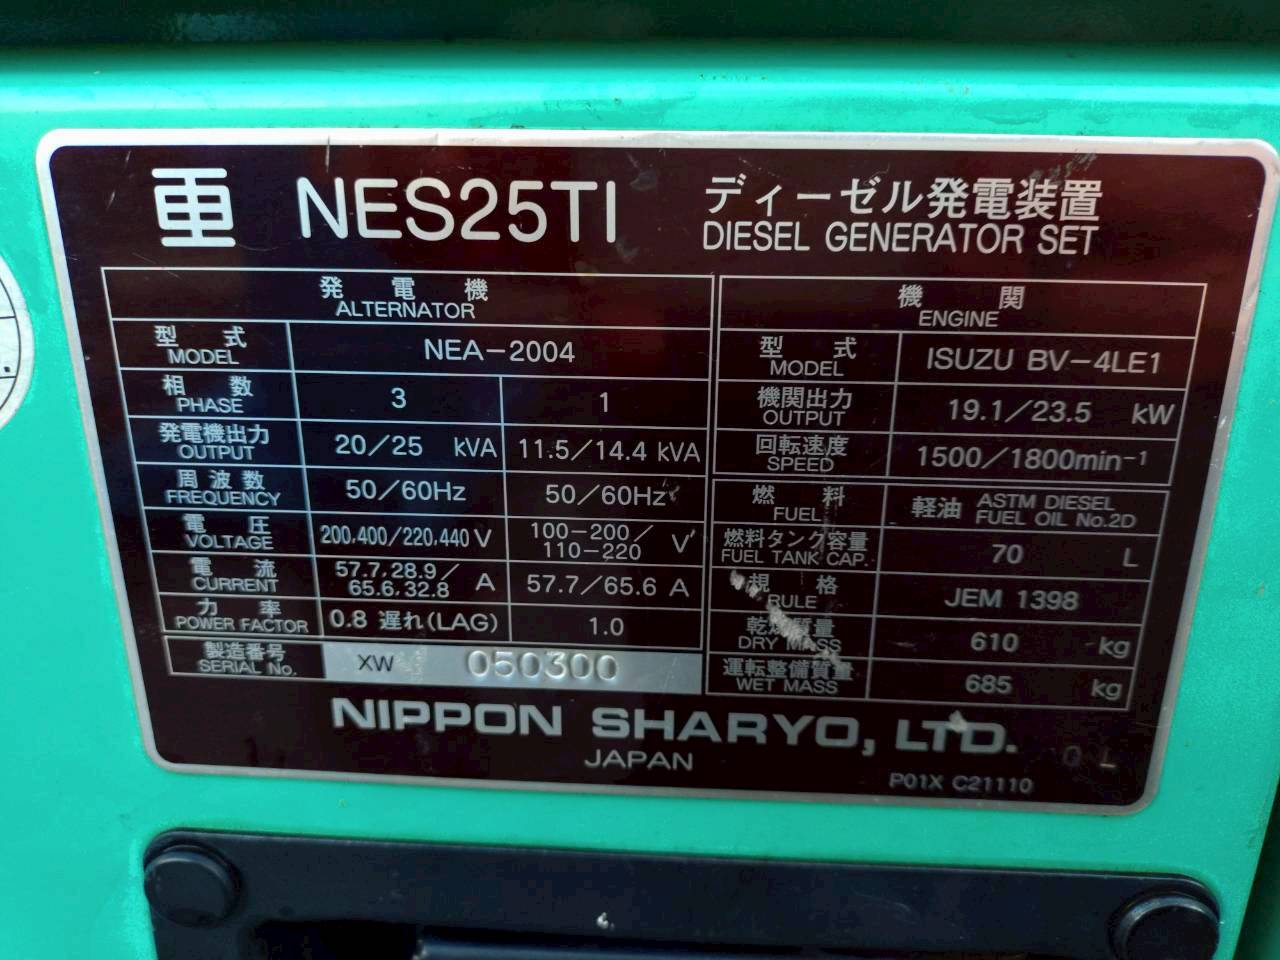 NES25TI
ディーゼル発電装置
DIESEL GENERATOR SET
発電機
ALTERNATOR
型式
MODEL
NEA-2004
相数
PHASE
3
1
発電機出力
OUTPUT
20/25 kVA
11.5/14.4 kVA
周波数
FREQUENCY
50/60Hz
50/60Hz
電圧
VOLTAGE
200,400/220,440 V
100-200/
110-220
V
電流
CURRENT
57.7,28.9/
65.6,32.8
A
57.7/65.6 A
力率
POWER FACTOR
0.8 遅れ(LAG)
1.0
製造番号
SERIAL No.
XW 050300
機関
ENGINE
型式
MODEL
ISUZU BV-4LE1
機関出力
OUTPUT
19.1/23.5 kW
回転速度
SPEED
1500/1800min-1
燃料
FUEL
軽油
ASTM DIESEL
FUEL OIL No.2D
燃料タンク容量
FUEL TANK CAP.
70 L
規格
RULE
JEM 1398
乾燥質量
DRY MASS
610 kg
運転整備質量
WET MASS
685 kg
NIPPON SHARYO, LTD.
JAPAN
P01X C21110